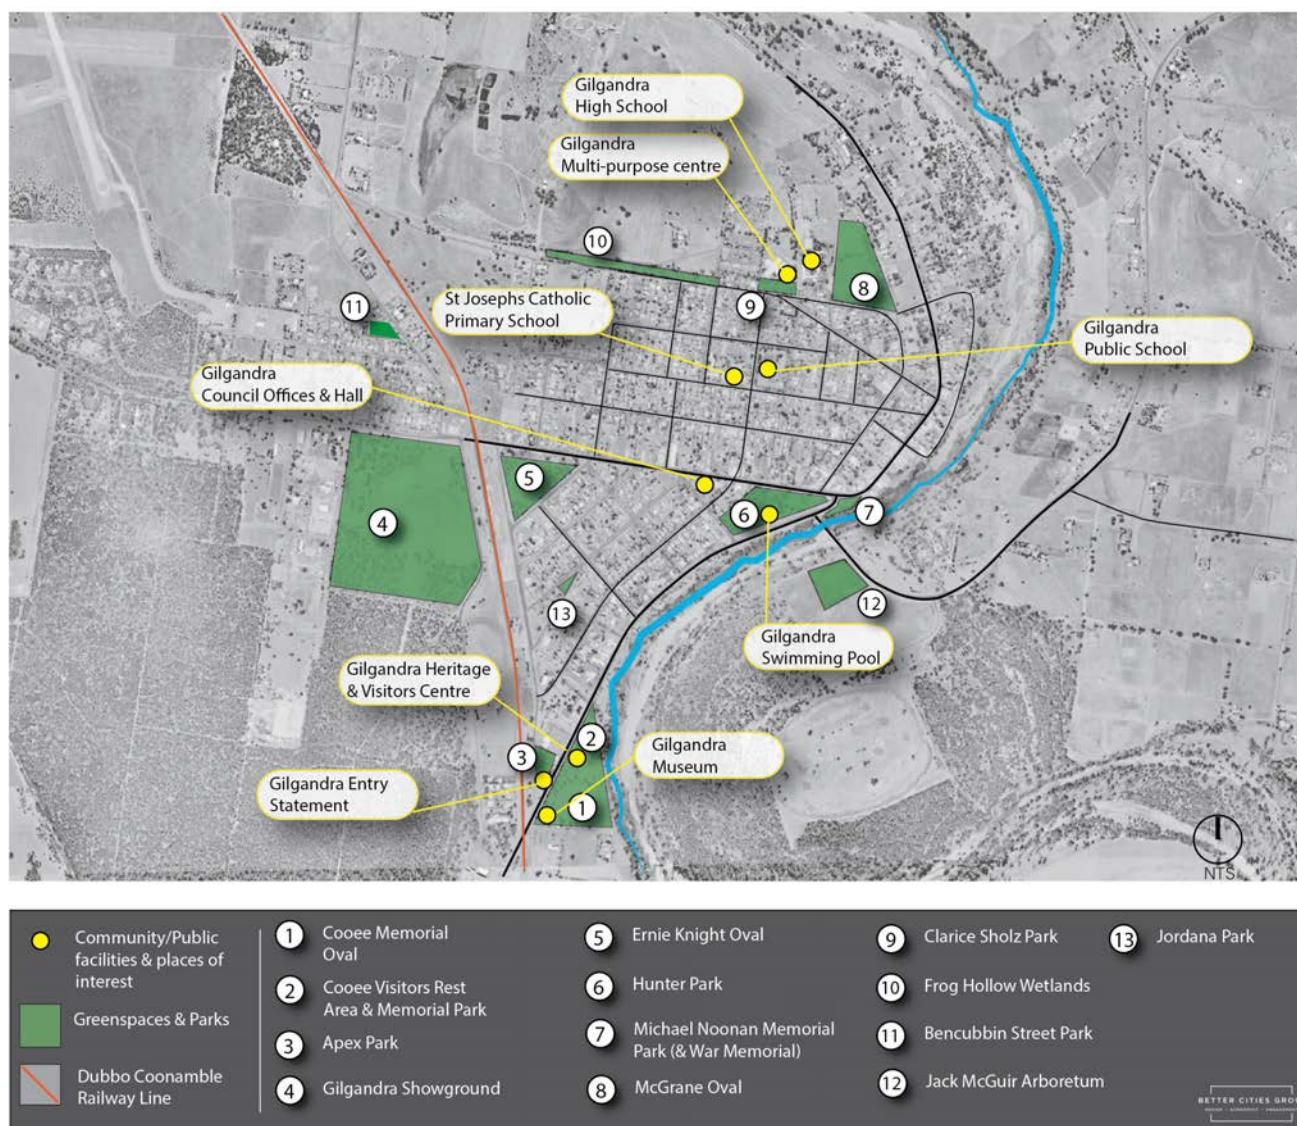 Gilgandra
High School
Gilgandra
Multi-purpose centre
10
9
8
11
St Josephs Catholic
Primary School
Gilgandra
Public School
Gilgandra
Council Offices & Hall
5
4
6
7
13
12
Gilgandra
Swimming Pool
Gilgandra Heritage
& Visitors Centre
2
3
Gilgandra
Museum
Gilgandra Entry
Statement
1
NTS
Community/Public
facilities & places of
interest
Greenspaces & Parks
Dubbo Coonamble
Railway Line
1 Cooee Memorial
Oval
2 Cooee Visitors Rest
Area & Memorial Park
3 Apex Park
4 Gilgandra Showground
5 Ernie Knight Oval
6 Hunter Park
7 Michael Noonan Memorial
Park (& War Memorial)
8 McGrane Oval
9 Clarice Sholz Park
10 Frog Hollow Wetlands
11 Bencubbin Street Park
12 Jack McGuir Arboretum
13 Jordana Park
BETTER CITIES GROUP